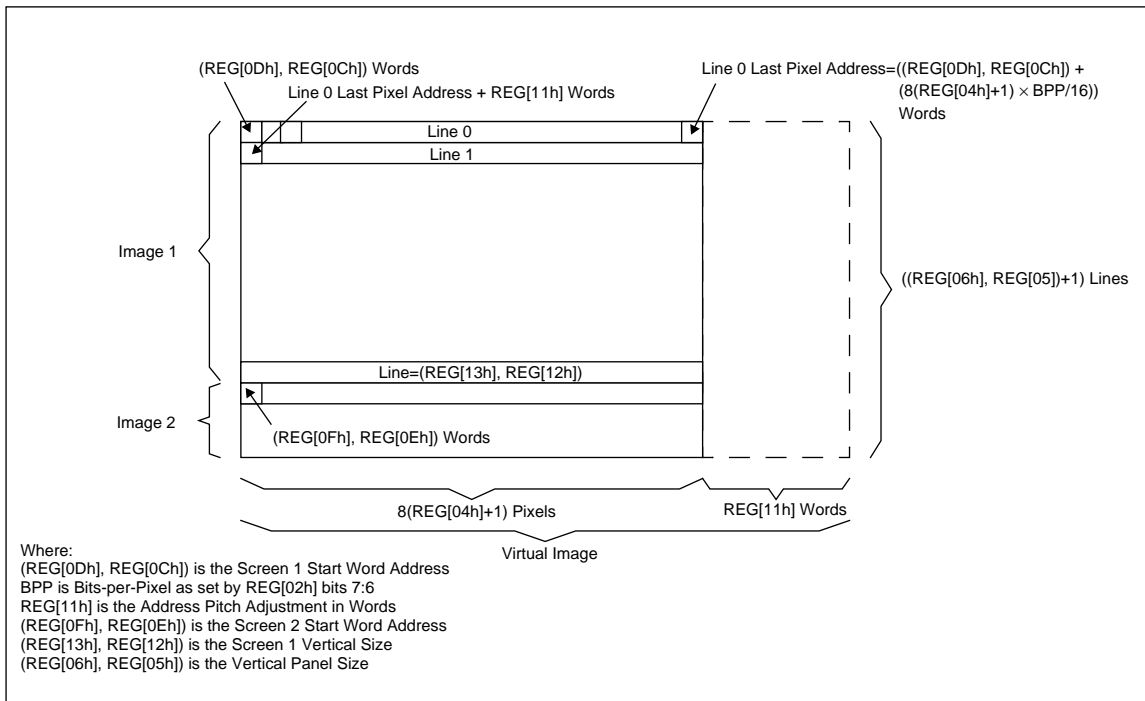 (REG[0Dh], REG[0Ch]) Words
Line 0 Last Pixel Address + REG[11h] Words
Line 0 Last Pixel Address=((REG[0Dh], REG[0Ch]) +
(8(REG[04h]+1) × BPP/16))
Words
Line 0
Line 1
Image 1
((REG[06h], REG[05])+1) Lines
Line=(REG[13h], REG[12h])
Image 2
(REG[0Fh], REG[0Eh]) Words
8(REG[04h]+1) Pixels
REG[11h] Words
Virtual Image
Where:
(REG[0Dh], REG[0Ch]) is the Screen 1 Start Word Address
BPP is Bits-per-Pixel as set by REG[02h] bits 7:6
REG[11h] is the Address Pitch Adjustment in Words
(REG[0Fh], REG[0Eh]) is the Screen 2 Start Word Address
(REG[13h], REG[12h]) is the Screen 1 Vertical Size
(REG[06h], REG[05h]) is the Vertical Panel Size